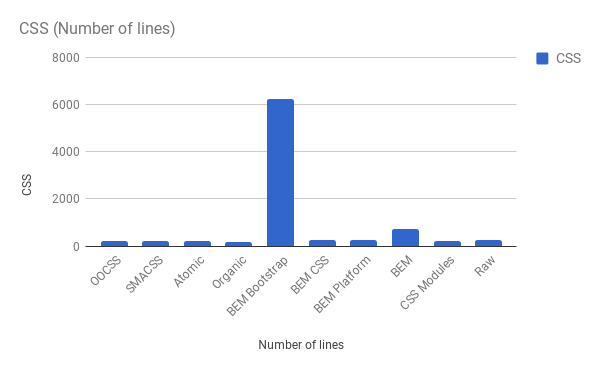 CSS (Number of lines)
8000
6000
4000
2000
0
CSS
CSS
OOCSS
SMACSS
Atomic
Organic
BEM Bootstrap
BEM CSS
BEM Platform
BEM
CSS Modules
Raw
Number of lines